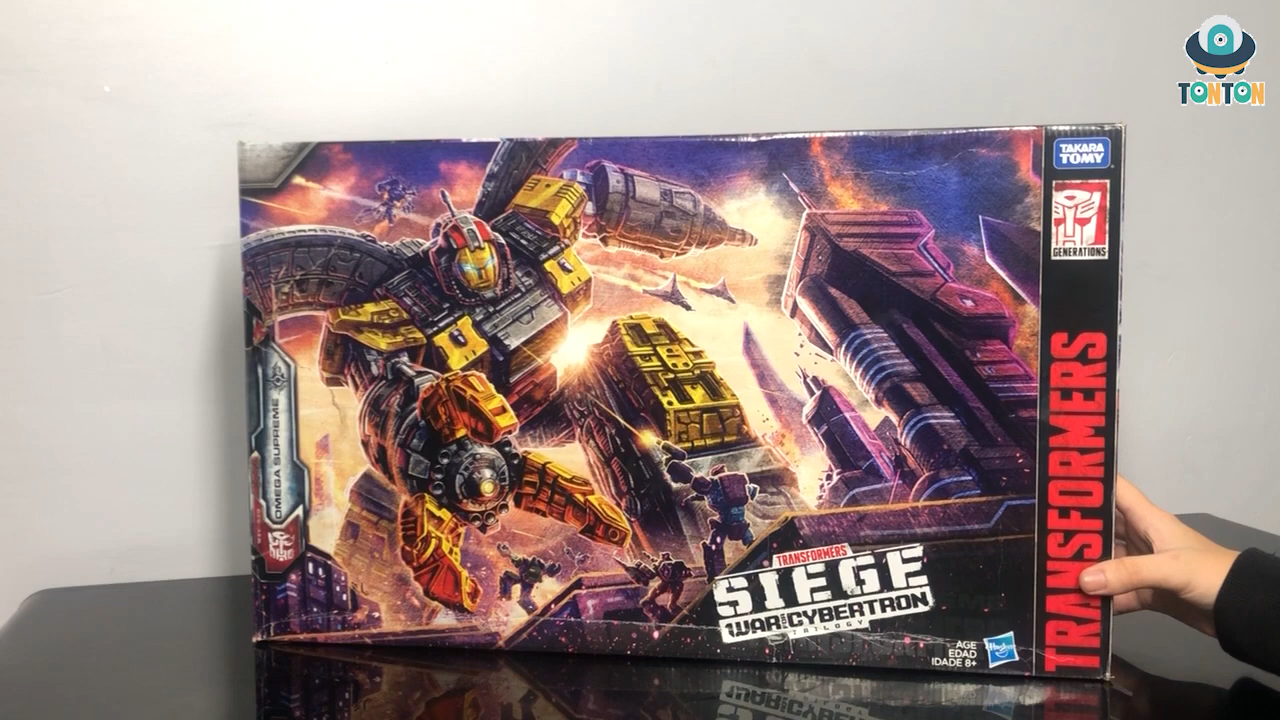 TONTON
TAKARA
TOMY
GENERATIONS
TRANSFORMERS
OMEGA SUPREME
TRANSFORMERS
SIEGE
WAR FOR CYBERTRON
TRILOGY
AGE
EDAD
IDADE 8+
Hasbro